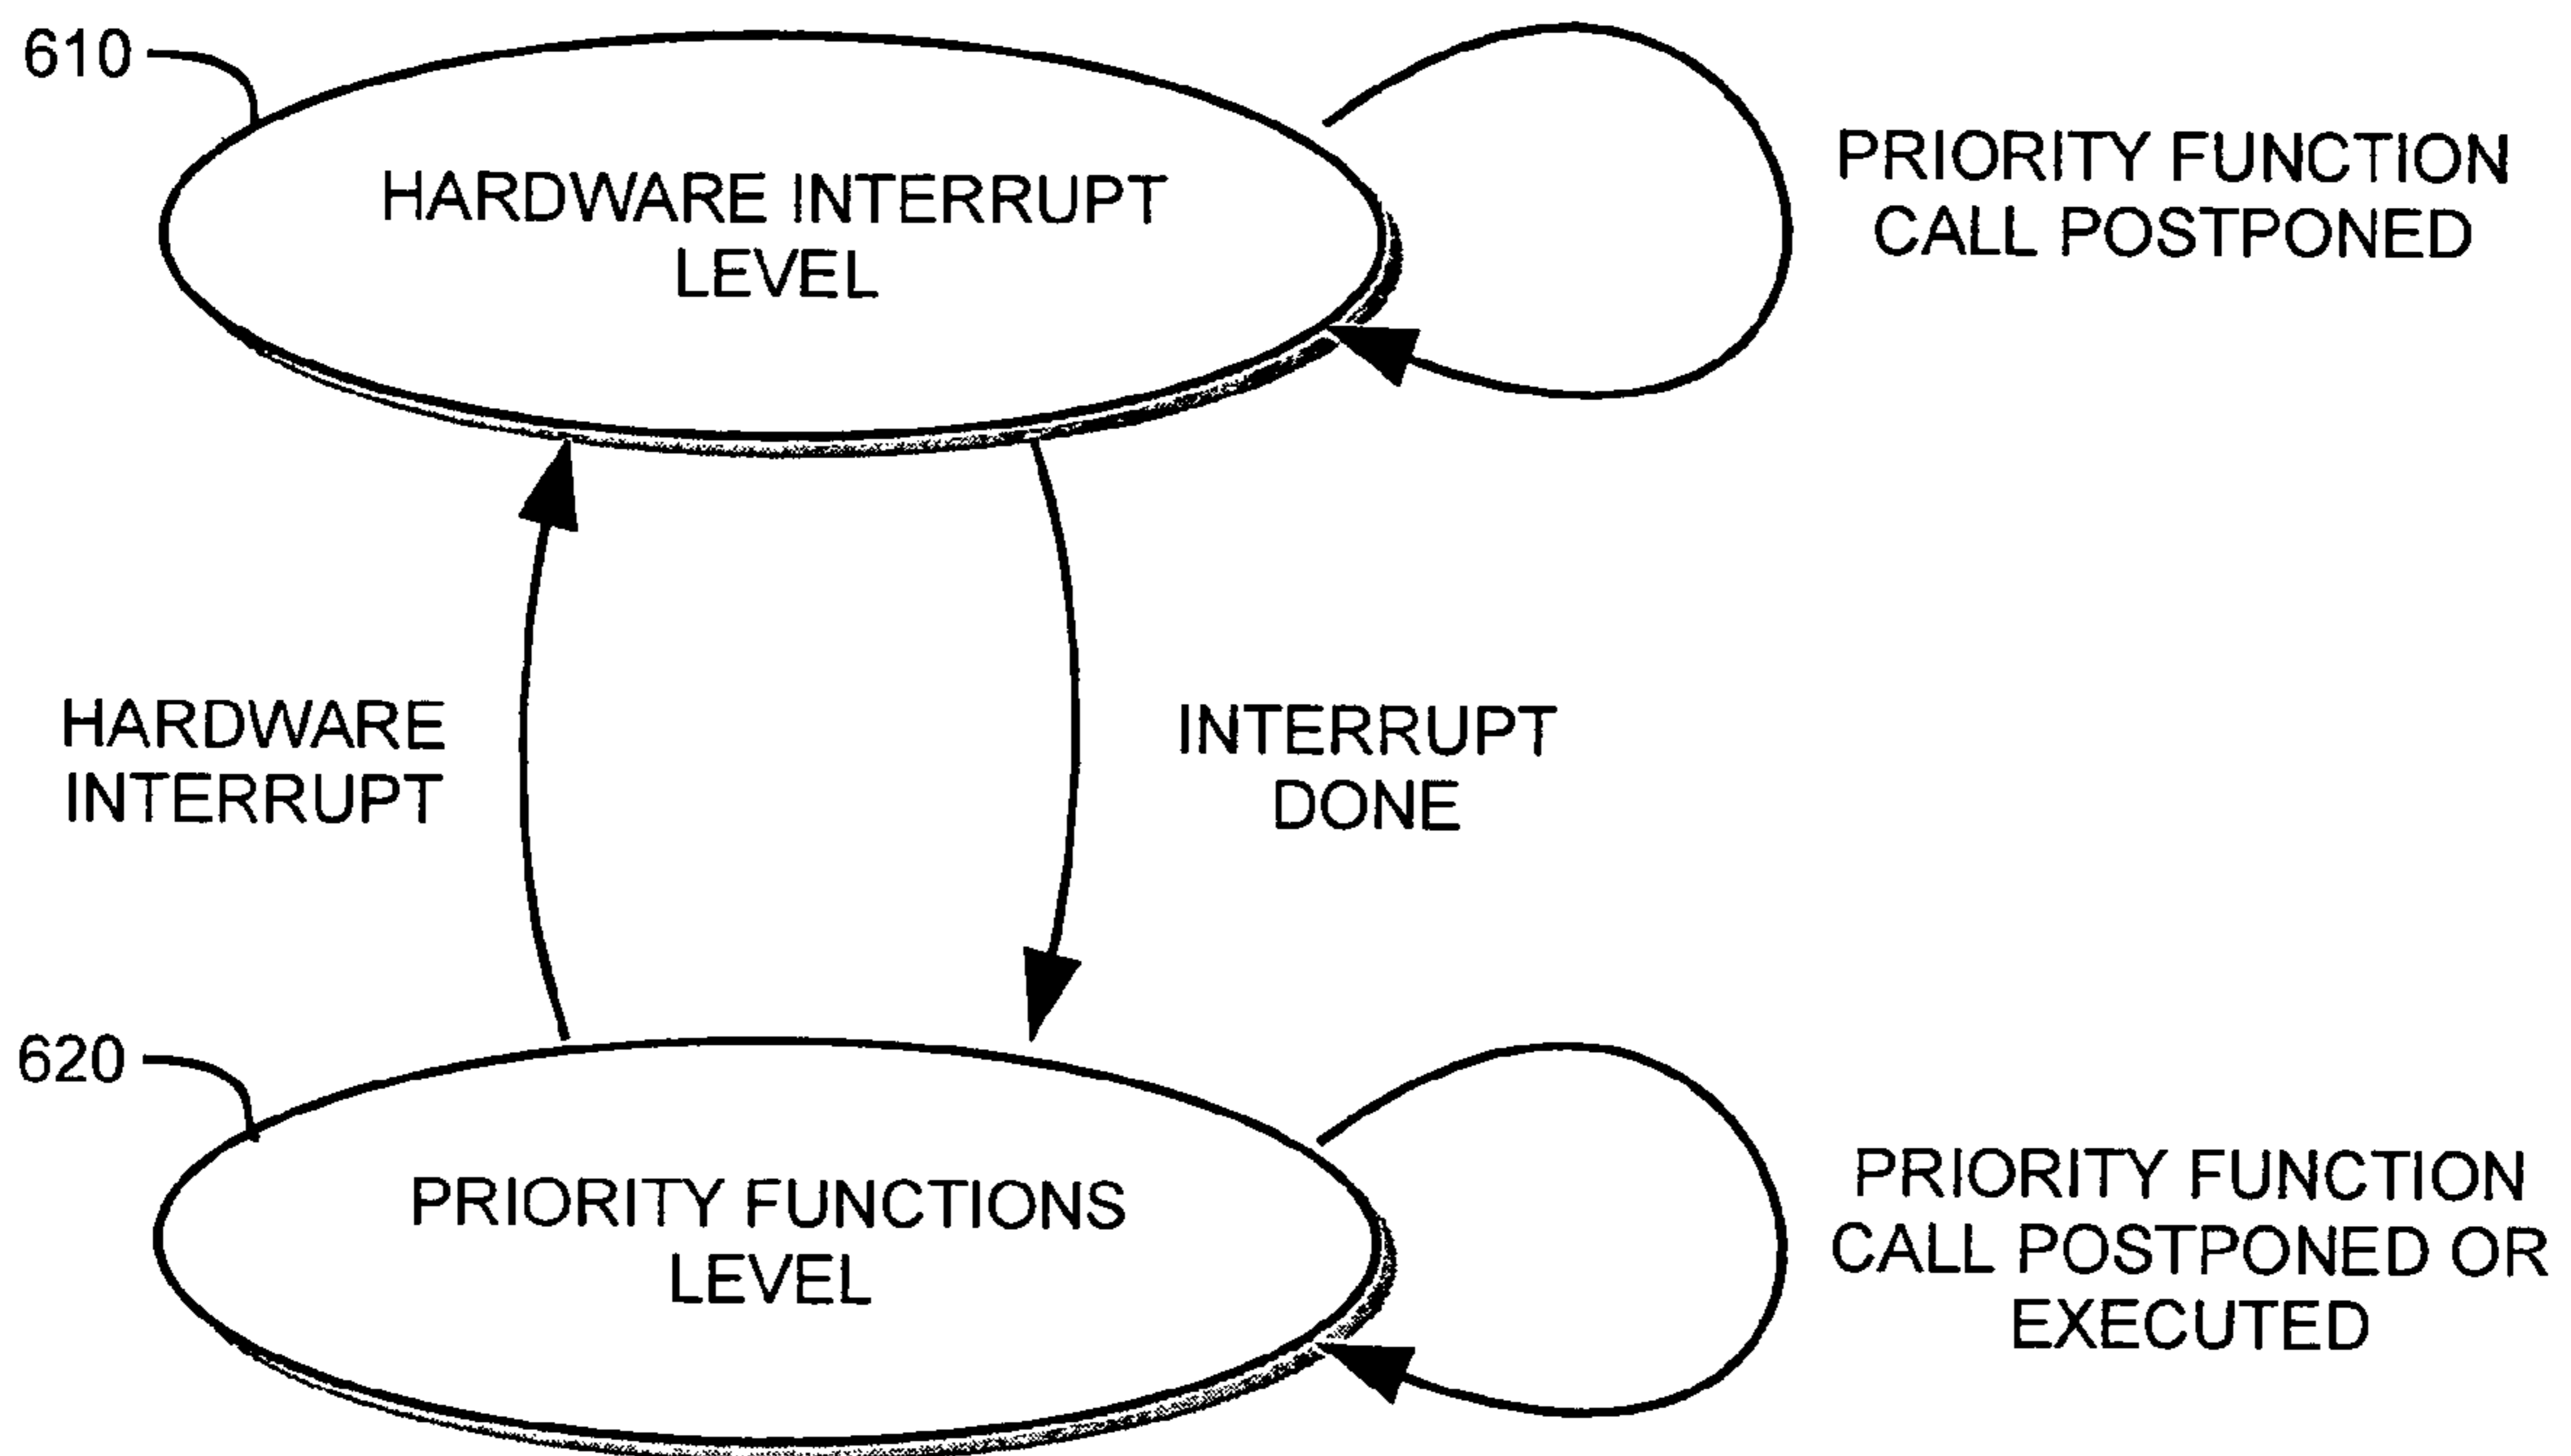 610
HARDWARE INTERRUPT
LEVEL
PRIORITY FUNCTION
CALL POSTPONED
HARDWARE
INTERRUPT
INTERRUPT
DONE
620
PRIORITY FUNCTIONS
LEVEL
PRIORITY FUNCTION
CALL POSTPONED OR
EXECUTED